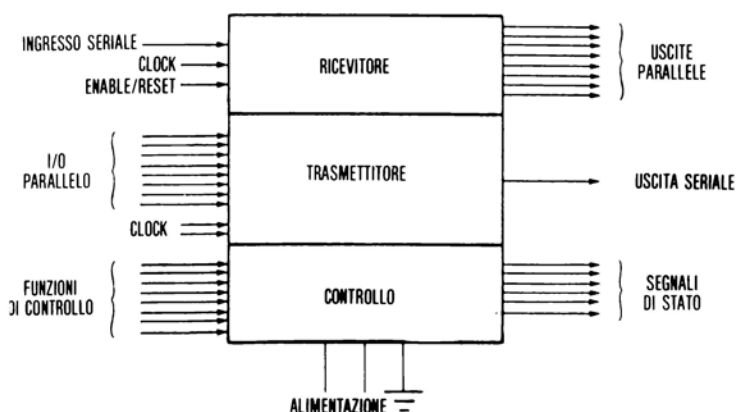 INGRESSO SERIALE
CLOCK
ENABLE/RESET
RICEVITORE
USCITE
PARALLELE
I/O
PARALLELO
CLOCK
TRASMETTITORE
USCITA SERIALE
FUNZIONI
DI CONTROLLO
CONTROLLO
SEGNALI
DI STATO
ALIMENTAZIONE